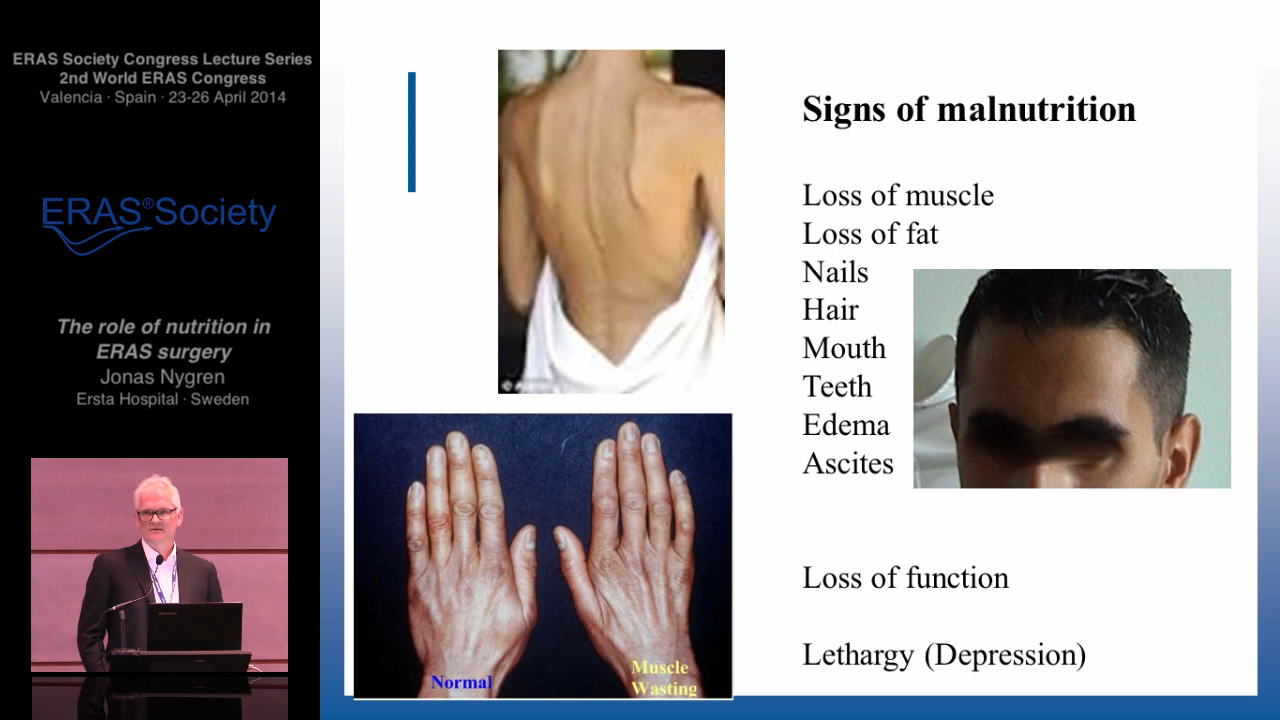 ERAS Society Congress Lecture Series
2nd World ERAS Congress
Valencia · Spain · 23-26 April 2014
ERAS®Society
The role of nutrition in
ERAS surgery
Jonas Nygren
Ersta Hospital · Sweden
Signs of malnutrition
Loss of muscle
Loss of fat
Nails
Hair
Mouth
Teeth
Edema
Ascites
Loss of function
Lethargy (Depression)
Normal
Muscle
Wasting